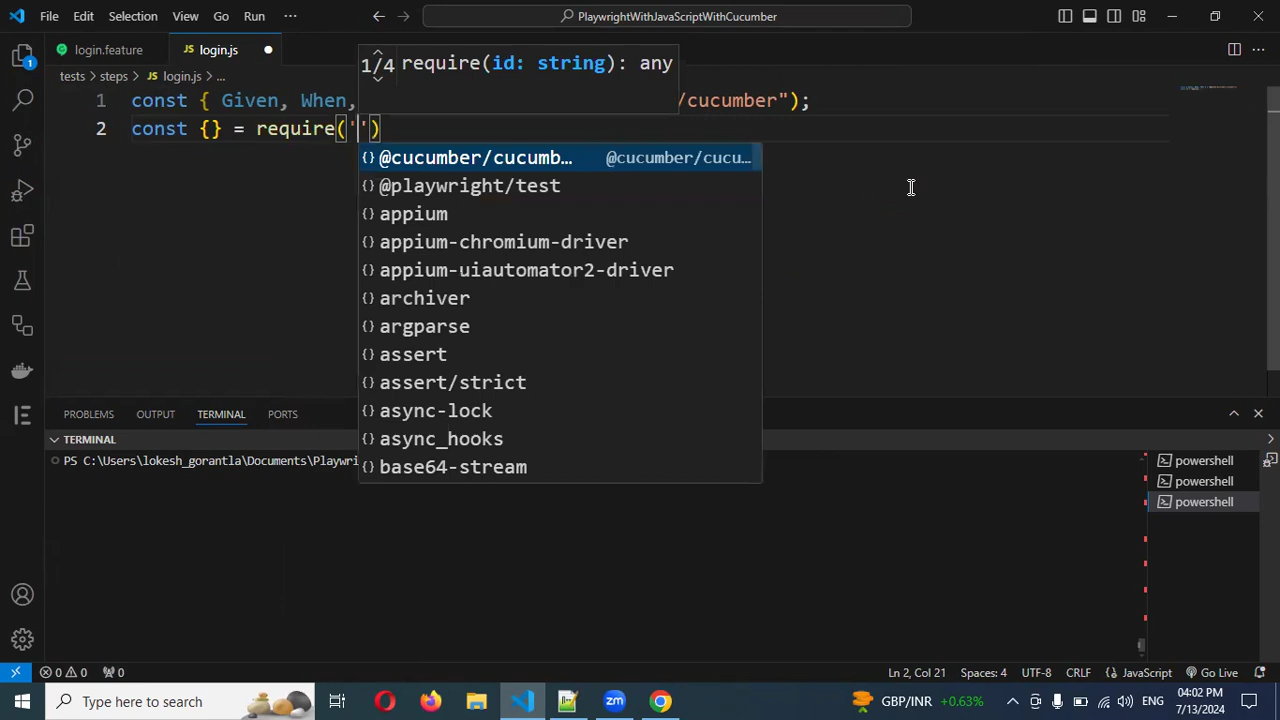 File Edit Selection View Go Run ··· PlaywrightWithJavaScriptWithCucumber
login.feature JS login.js
tests > steps > JS login.js > ...
1/4 require(id: string): any
1 const { Given, When, /cucumber");
2 const {} = require('')
@cucumber/cucumb… @cucumber/cucu…
@playwright/test
appium
appium-chromium-driver
appium-uiautomator2-driver
archiver
argparse
assert
assert/strict
async-lock
async_hooks
base64-stream
1
PROBLEMS OUTPUT TERMINAL PORTS
TERMINAL
PS C:\Users\lokesh_gorantla\Documents\Playwri
powershell
powershell
powershell
0 0 0 Ln 2, Col 21 Spaces: 4 UTF-8 CRLF JavaScript Go Live
Type here to search GBP/INR +0.63% ENG 04:02 PM
7/13/2024